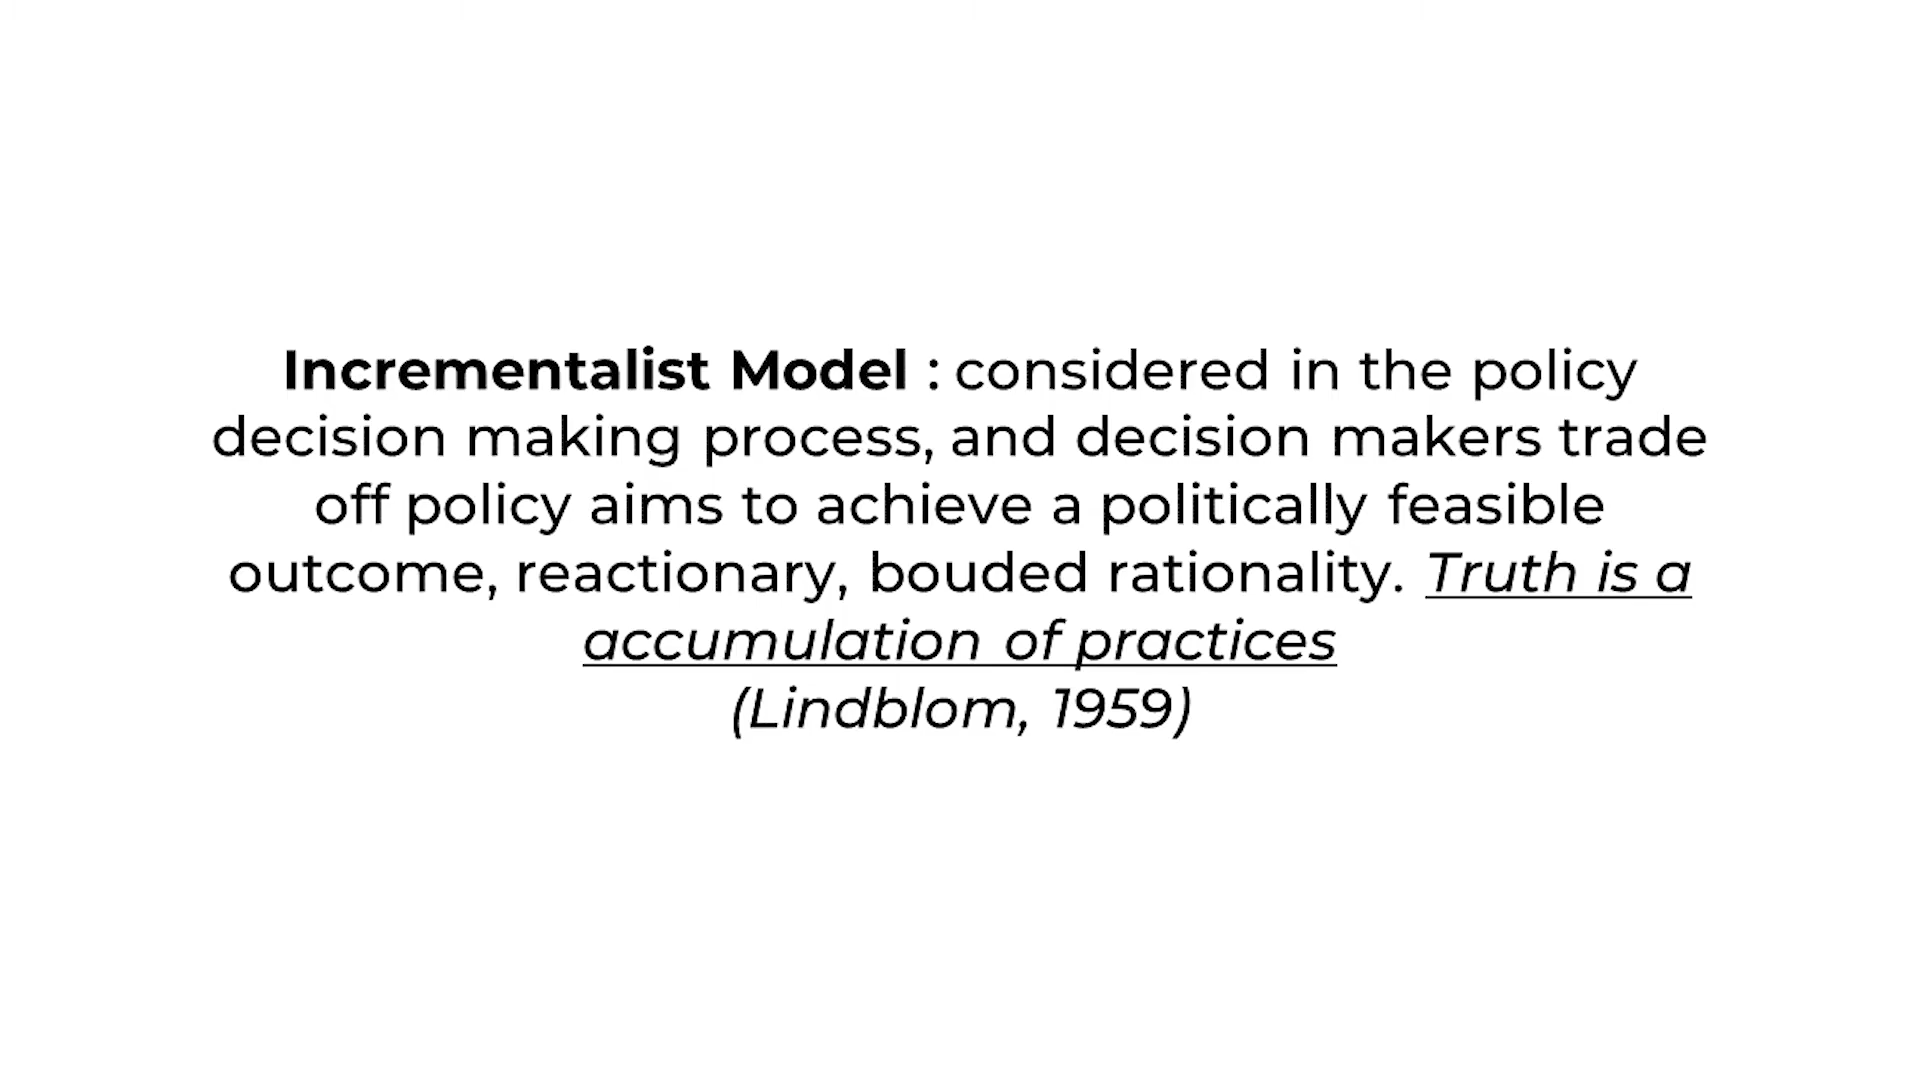 Incrementalist Model : considered in the policy
decision making process, and decision makers trade
off policy aims to achieve a politically feasible
outcome, reactionary, bouded rationality. Truth is a
accumulation of practices
(Lindblom, 1959)